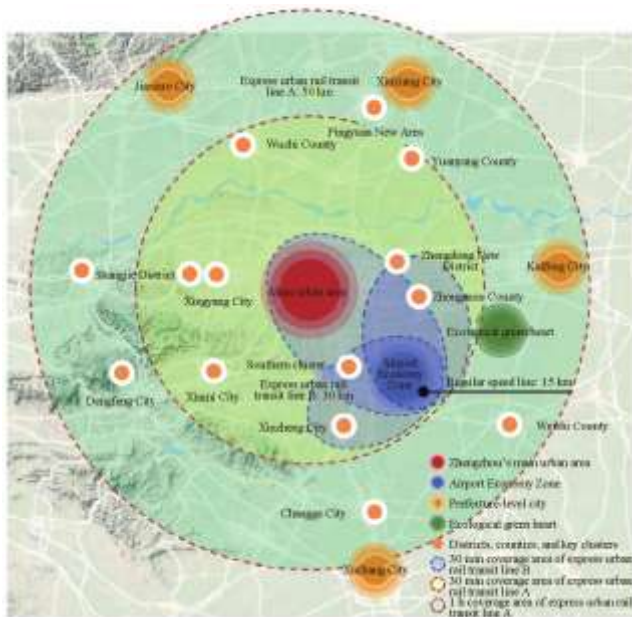 Jiaozuo City
Express urban rail transit
line A: 50 km
Xinxiang City
Pingyuan New Area
Wuzhi County
Yuanyang County
Zhengdong New
District
Kaifeng City
Shangjie District
Xingyang City
Main urban area
Zhongmou County
Ecological green heart
Southern cluster
Airport
Economy
Zone
Express urban rail
transit line B: 30 km
Regular speed line: 15 km
Dengfeng City
Xinmi City
Xinzheng City
Weishi County
Changge City
Xuchang City
Zhengzhou's main urban area
Airport Economy Zone
Prefecture-level city
Ecological green heart
Districts, counties, and key clusters
30 min coverage area of express urban
rail transit line B
30 min coverage area of express urban
rail transit line A
1 h coverage area of express urban rail
transit line A